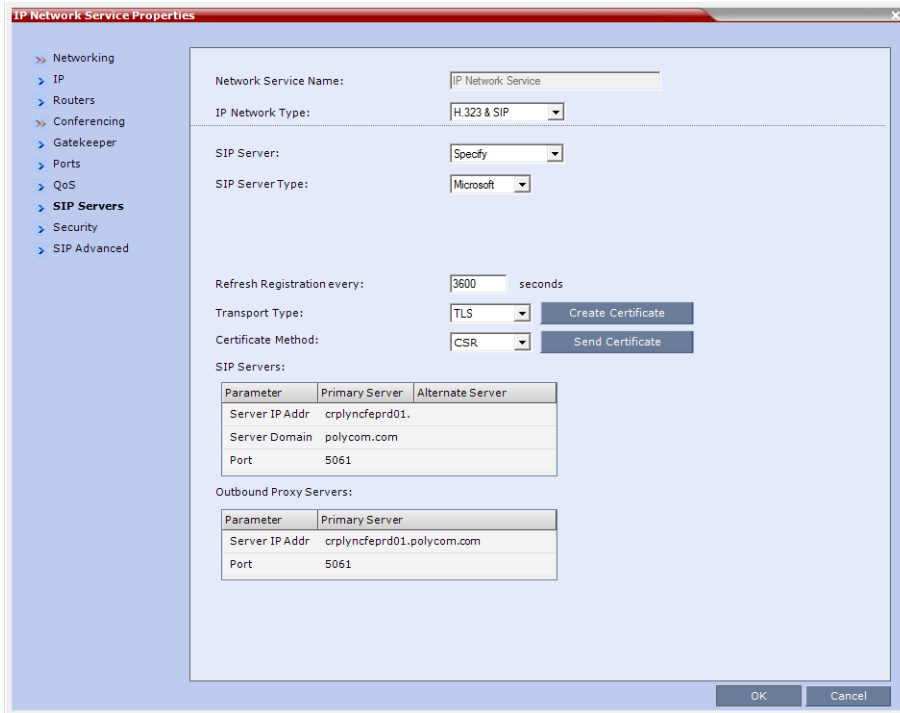 IP Network Service Properties
Networking
IP
Routers
Conferencing
Gatekeeper
Ports
QoS
SIP Servers
Security
SIP Advanced
Network Service Name: IP Network Service
IP Network Type: H.323 & SIP
SIP Server: Specify
SIP Server Type: Microsoft
Refresh Registration every: 3600 seconds
Transport Type: TLS Create Certificate
Certificate Method: CSR Send Certificate
SIP Servers:
Parameter Primary Server Alternate Server
Server IP Addr crplyncfeprd01.
Server Domain polycom.com
Port 5061
Outbound Proxy Servers:
Parameter Primary Server
Server IP Addr crplyncfeprd01.polycom.com
Port 5061
OK Cancel